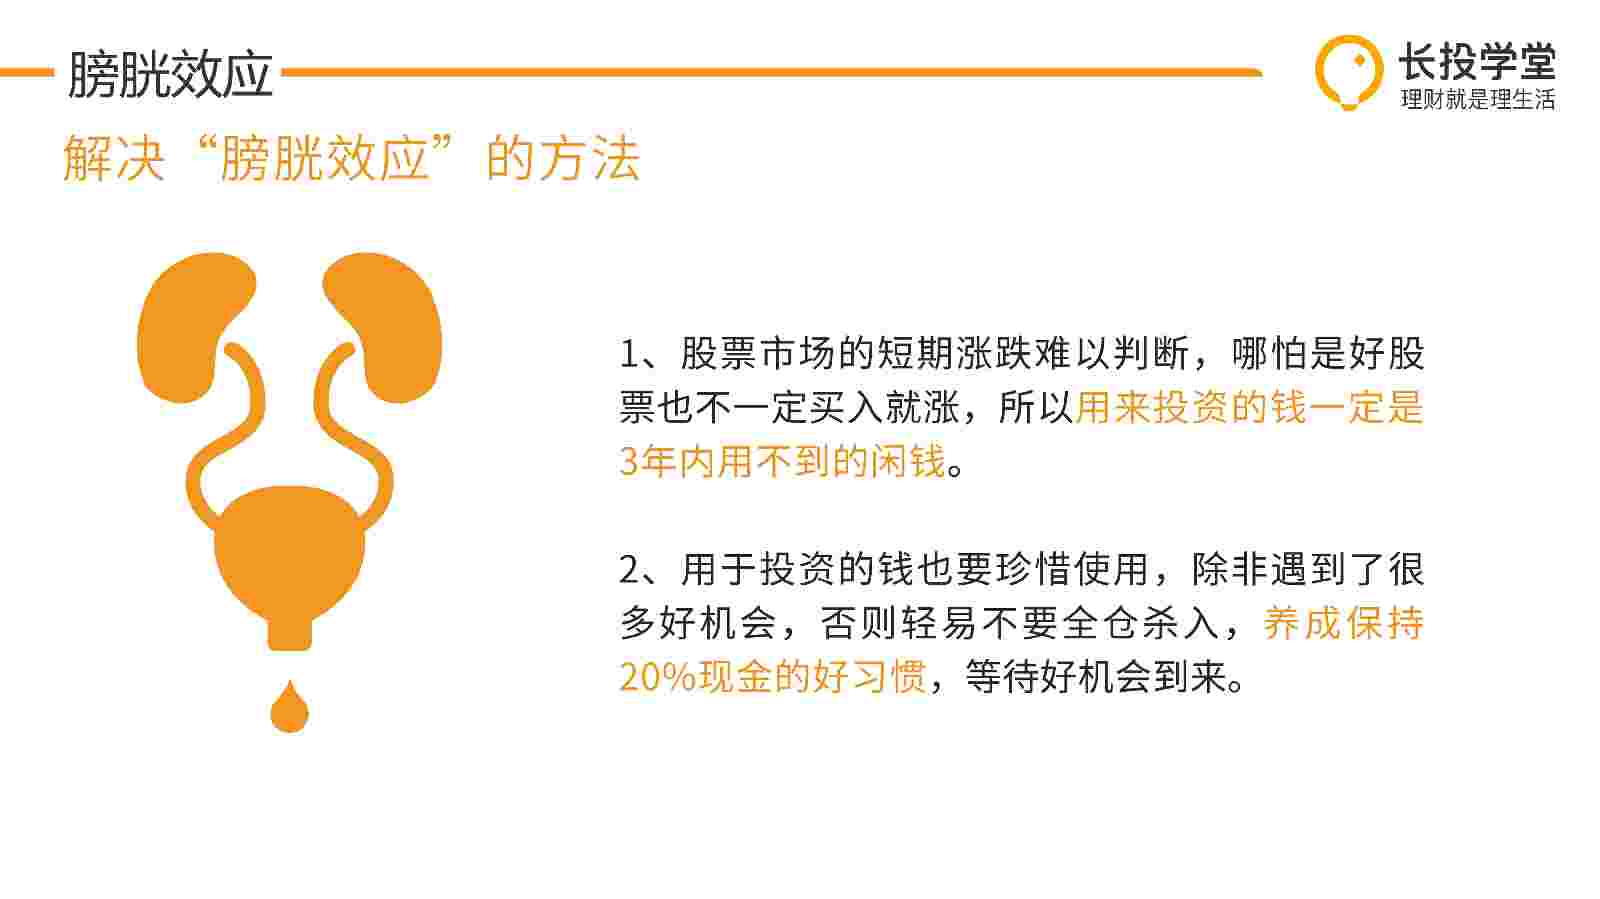 膀胱效应
长投学堂
理财就是理生活
解决“膀胱效应”的方法
1、股票市场的短期涨跌难以判断，哪怕是好股
票也不一定买入就涨，所以用来投资的钱一定是
3年内用不到的闲钱。
2、用于投资的钱也要珍惜使用，除非遇到了很
多好机会，否则轻易不要全仓杀入，养成保持
20%现金的好习惯，等待好机会到来。